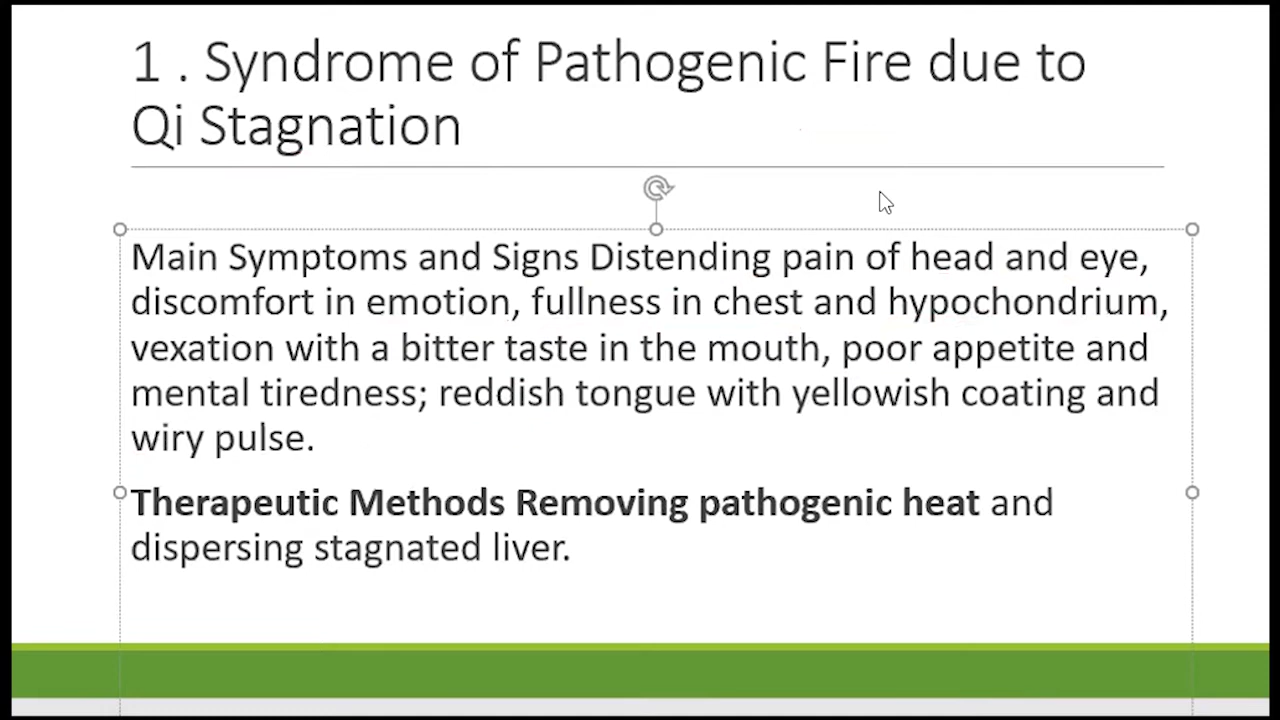 1 . Syndrome of Pathogenic Fire due to
Qi Stagnation
Main Symptoms and Signs Distending pain of head and eye,
discomfort in emotion, fullness in chest and hypochondrium,
vexation with a bitter taste in the mouth, poor appetite and
mental tiredness; reddish tongue with yellowish coating and
wiry pulse.
Therapeutic Methods Removing pathogenic heat and
dispersing stagnated liver.